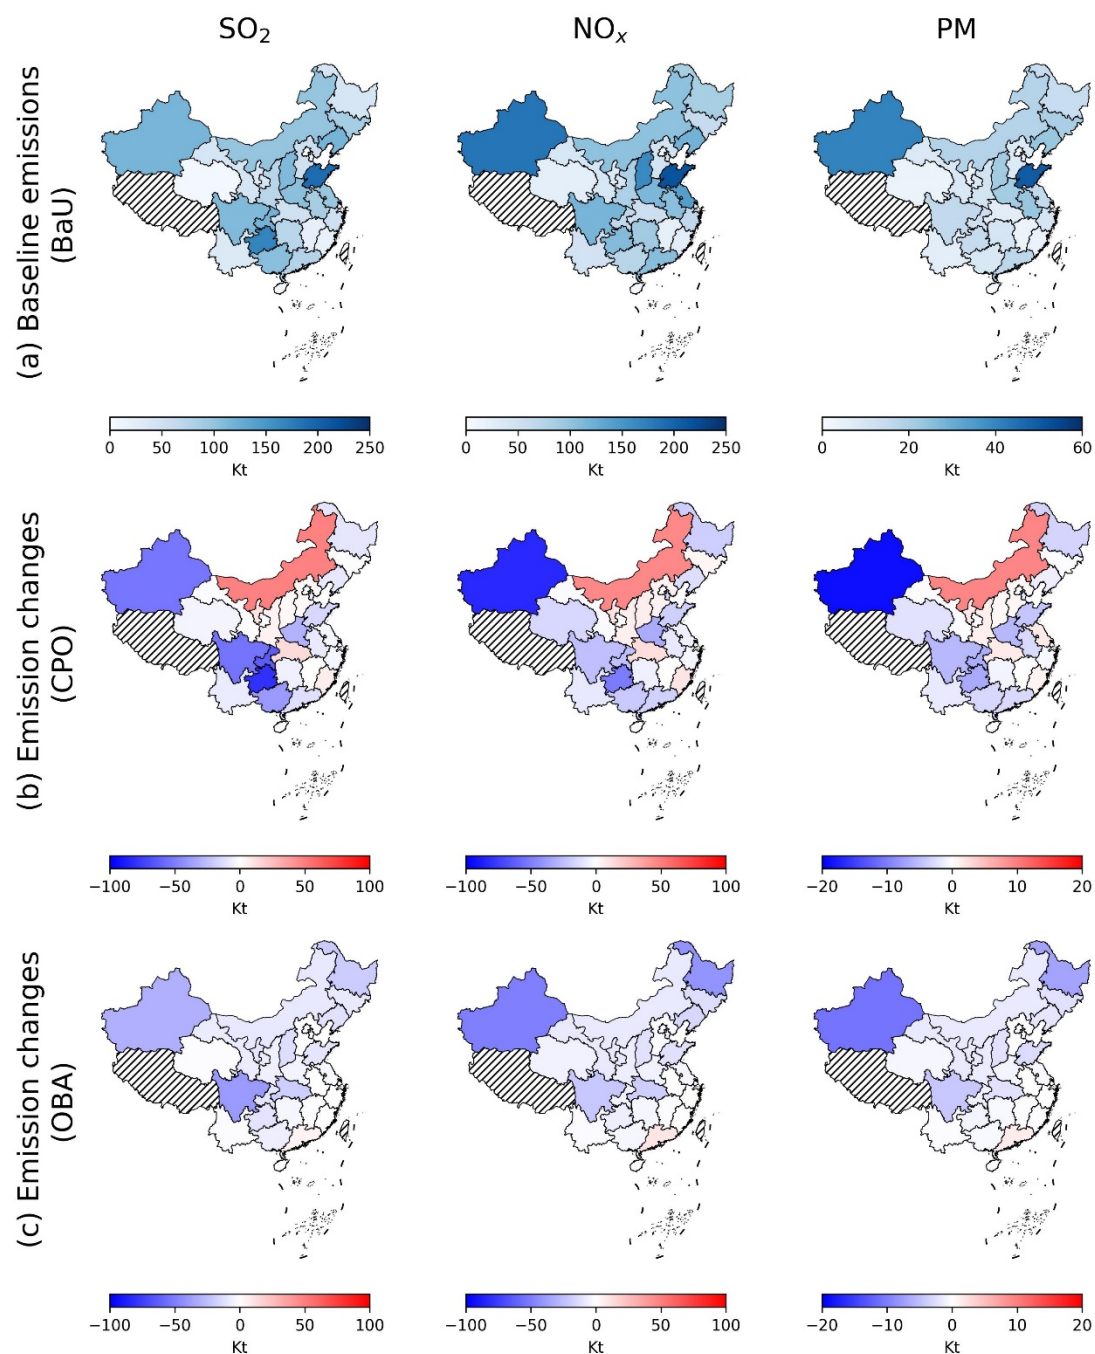 SO₂ NOₓ PM
(a) Baseline emissions
(BaU)
0 50 100 150 200 250
Kt
0 50 100 150 200 250
Kt
0 20 40 60
Kt
(b) Emission changes
(CPO)
−100 −50 0 50 100
Kt
−100 −50 0 50 100
Kt
−20 −10 0 10 20
Kt
(c) Emission changes
(OBA)
−100 −50 0 50 100
Kt
−100 −50 0 50 100
Kt
−20 −10 0 10 20
Kt